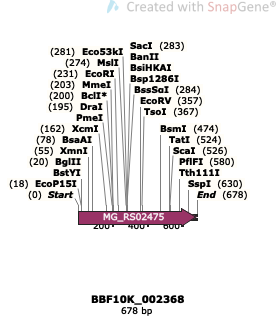 Created with SnapGene®
SacI (283)
(281) Eco53kI BanII
(274) MslI BsiHKAI
(231) EcoRI Bsp1286I
(203) MmeI BssSαI (284)
(200) BclI* EcoRV (357)
(195) DraI TsoI (367)
PmeI
(162) XcmI BsmI (474)
(78) BsaAI TatI (524)
(55) XmnI ScaI (526)
(20) BglII PflFI (580)
BstYI Tth111I
(18) EcoP15I SspI (630)
(0) Start End (678)
MG_RS02475
200 400 600
BBF10K_002368
678 bp